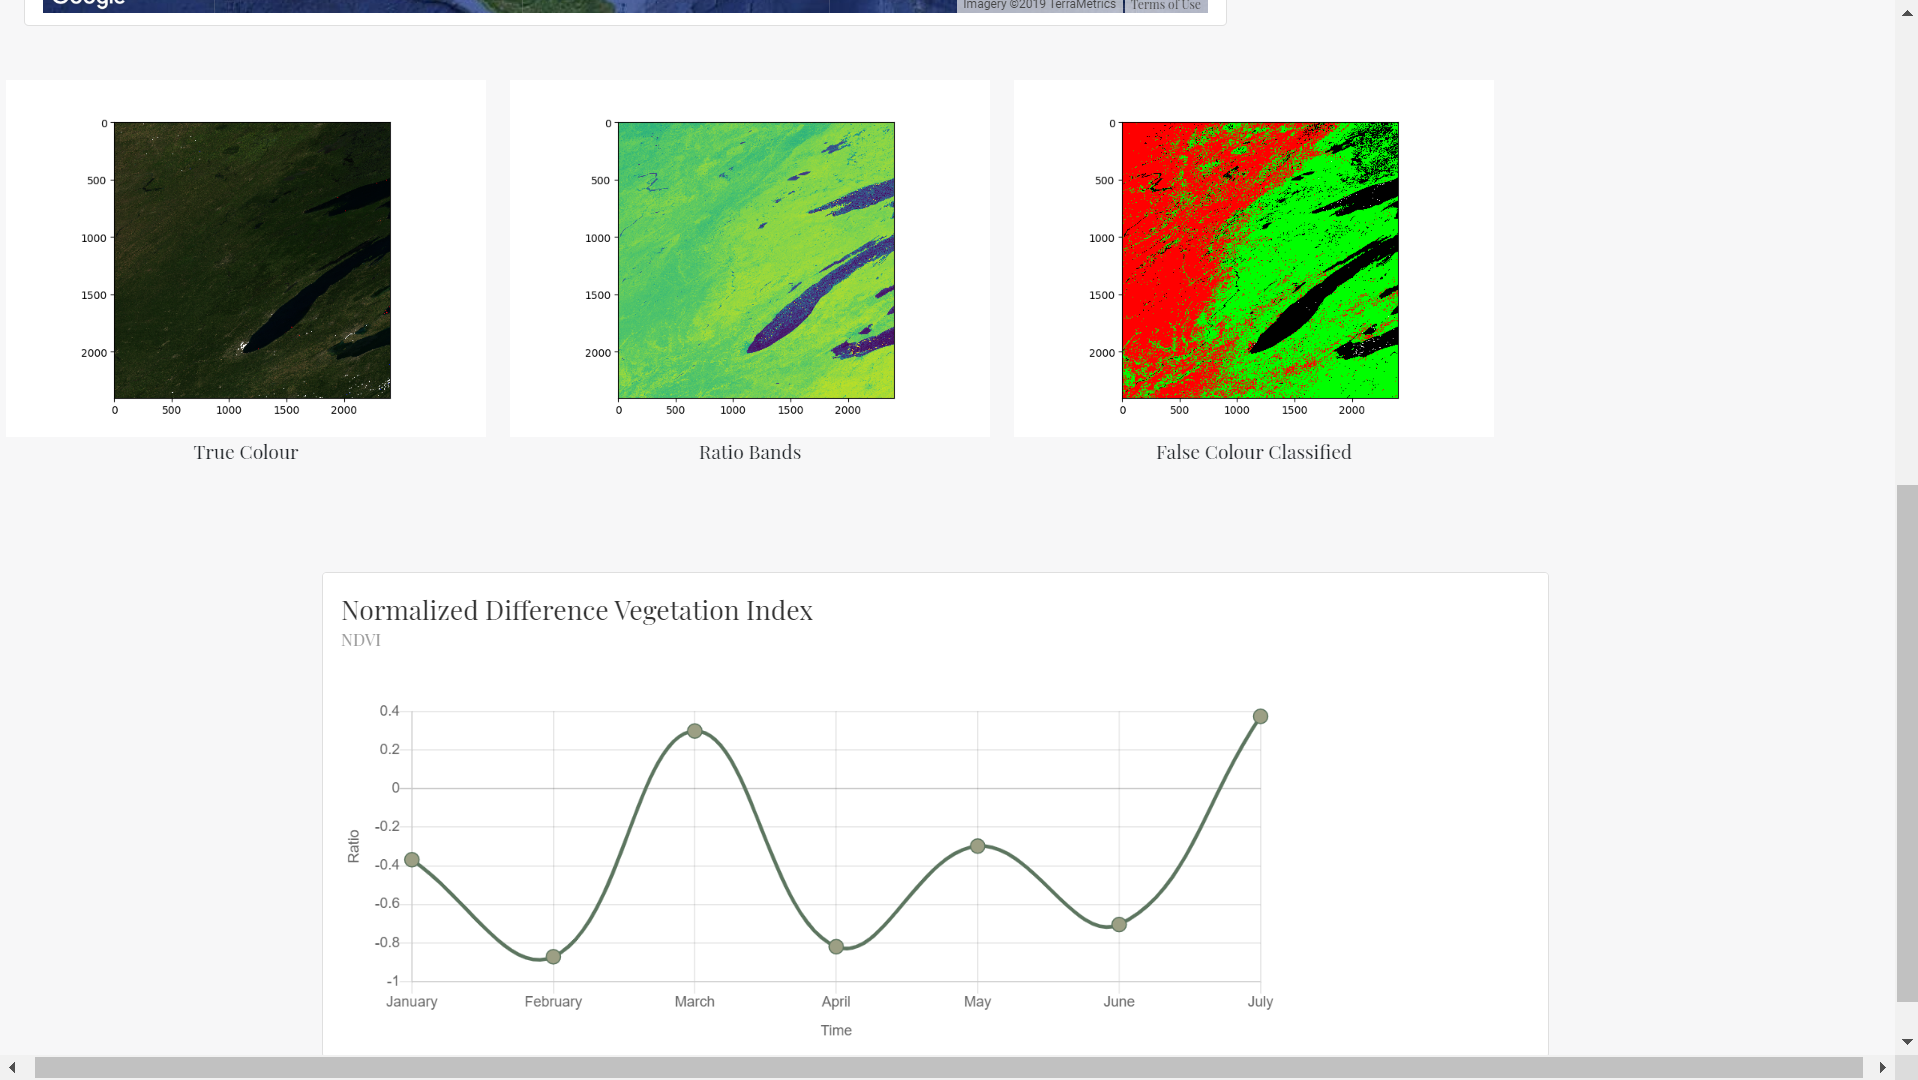 Google
Imagery ©2019 TerraMetrics
Terms of Use
0
500
1000
1500
2000
0 500 1000 1500 2000
True Colour
0
500
1000
1500
2000
0 500 1000 1500 2000
Ratio Bands
0
500
1000
1500
2000
0 500 1000 1500 2000
False Colour Classified
Normalized Difference Vegetation Index
NDVI
0.4
0.2
0
-0.2
-0.4
-0.6
-0.8
-1
Ratio
January February March April May June July
Time